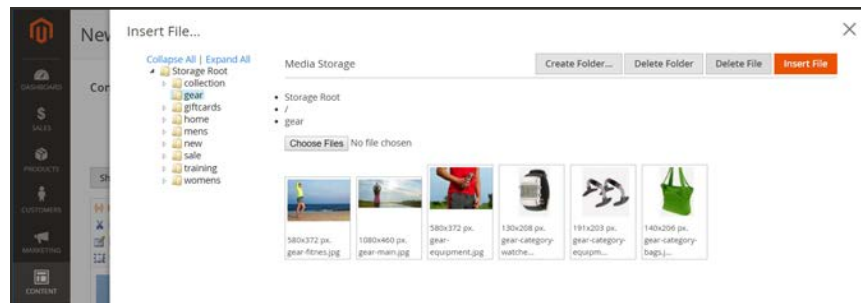 Insert File...
New
Collapse All | Expand All
Storage Root
collection
gear
giftcards
home
mens
new
sale
training
womens
Media Storage
Create Folder...
Delete Folder
Delete File
Insert File
Storage Root
/
gear
Choose Files No file chosen
580x372 px.
gear-fitnes.jpg
1080x460 px.
gear-main.jpg
580x372 px.
gear-
equipment.jpg
130x208 px.
gear-category-
watche...
191x203 px.
gear-category-
equipm...
140x206 px.
gear-category-
bags.j...
DASHBOARD
SALES
PRODUCTS
CUSTOMERS
MARKETING
CONTENT
Con
Sh